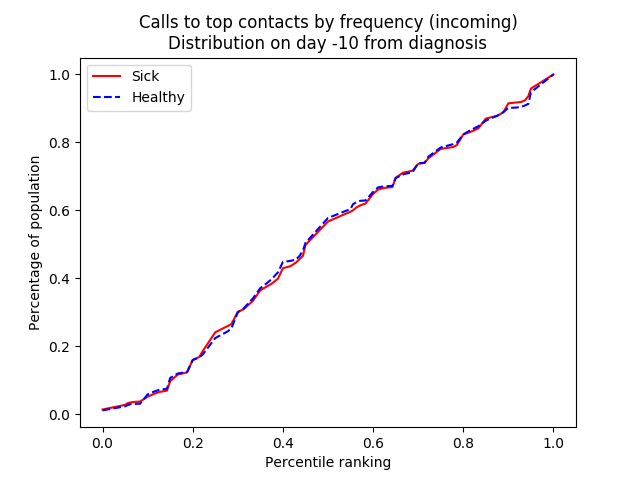 Calls to top contacts by frequency (incoming)
Distribution on day -10 from diagnosis
Sick
Healthy
Percentage of population
1.0
0.8
0.6
0.4
0.2
0.0
0.0 0.2 0.4 0.6 0.8 1.0
Percentile ranking